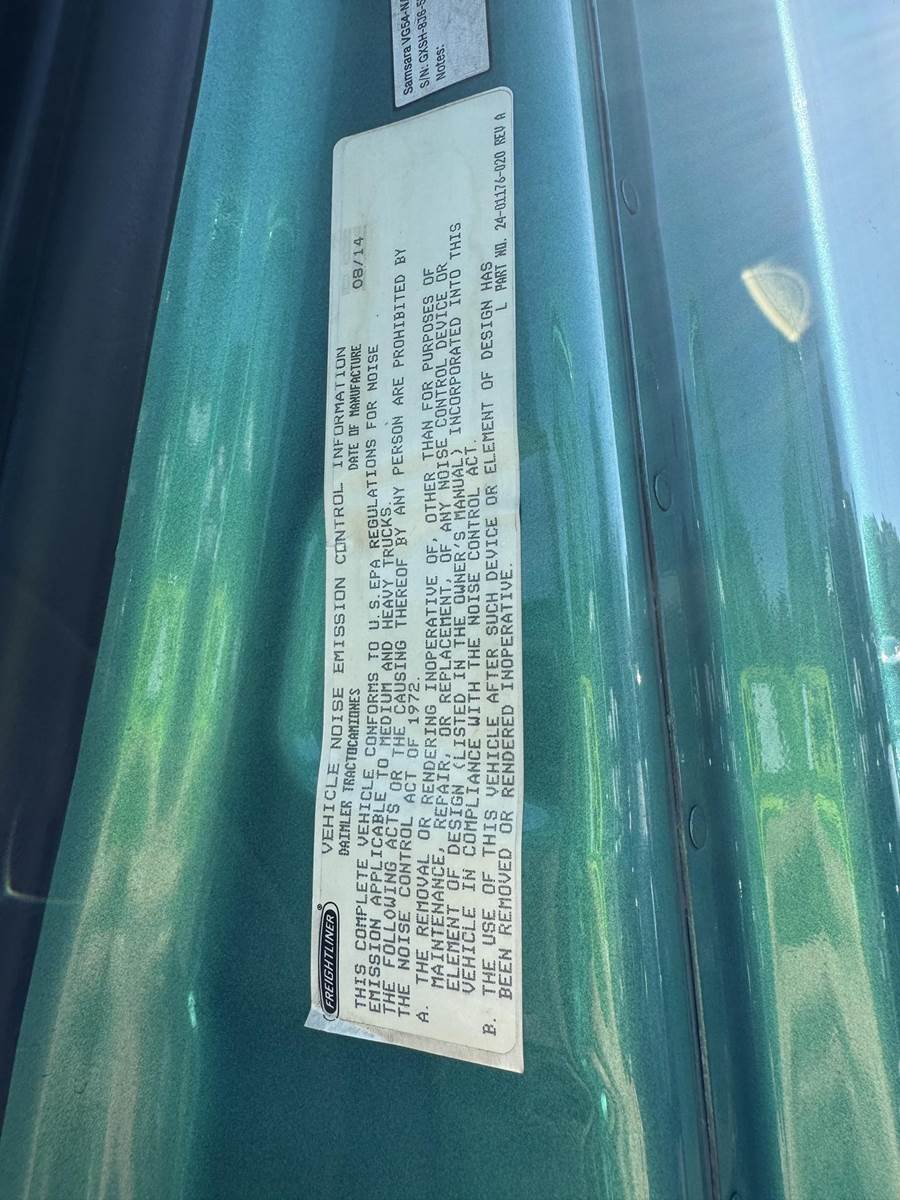 Samsara VG54-NA
S/N: GXSH-8J6-5
Notes:
FREIGHTLINER®
VEHICLE NOISE EMISSION CONTROL INFORMATION
DAIMLER TRACTOCAMIONES DATE OF MANUFACTURE 08/14
THIS COMPLETE VEHICLE CONFORMS TO U.S.EPA REGULATIONS FOR NOISE
EMISSION APPLICABLE TO MEDIUM AND HEAVY TRUCKS.
THE FOLLOWING ACTS OR THE CAUSING THEREOF BY ANY PERSON ARE PROHIBITED BY
THE NOISE CONTROL ACT OF 1972.
A. THE REMOVAL OR RENDERING INOPERATIVE OF, OTHER THAN FOR PURPOSES OF
MAINTENANCE, REPAIR, OR REPLACEMENT, OF ANY NOISE CONTROL DEVICE OR
ELEMENT OF DESIGN (LISTED IN THE OWNER'S MANUAL) INCORPORATED INTO THIS
VEHICLE IN COMPLIANCE WITH THE NOISE CONTROL ACT.
B. THE USE OF THIS VEHICLE AFTER SUCH DEVICE OR ELEMENT OF DESIGN HAS
BEEN REMOVED OR RENDERED INOPERATIVE.
L PART NO. 24-01176-020 REV A